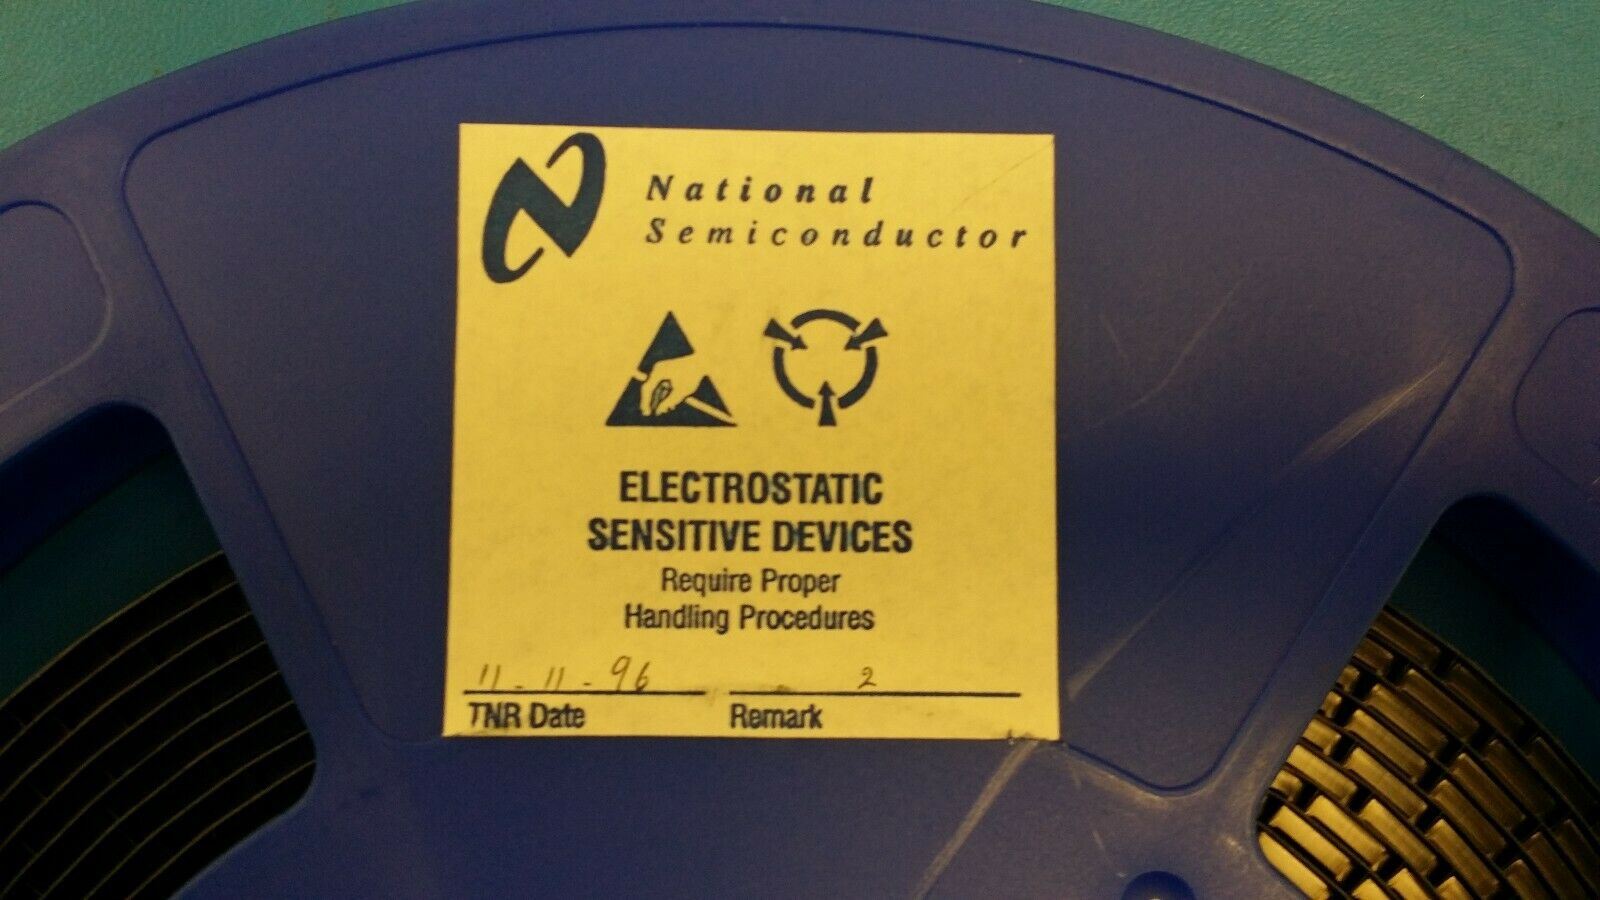 National
Semiconductor
ELECTROSTATIC
SENSITIVE DEVICES
Require Proper
Handling Procedures
11-11-96 2
TNR Date Remark